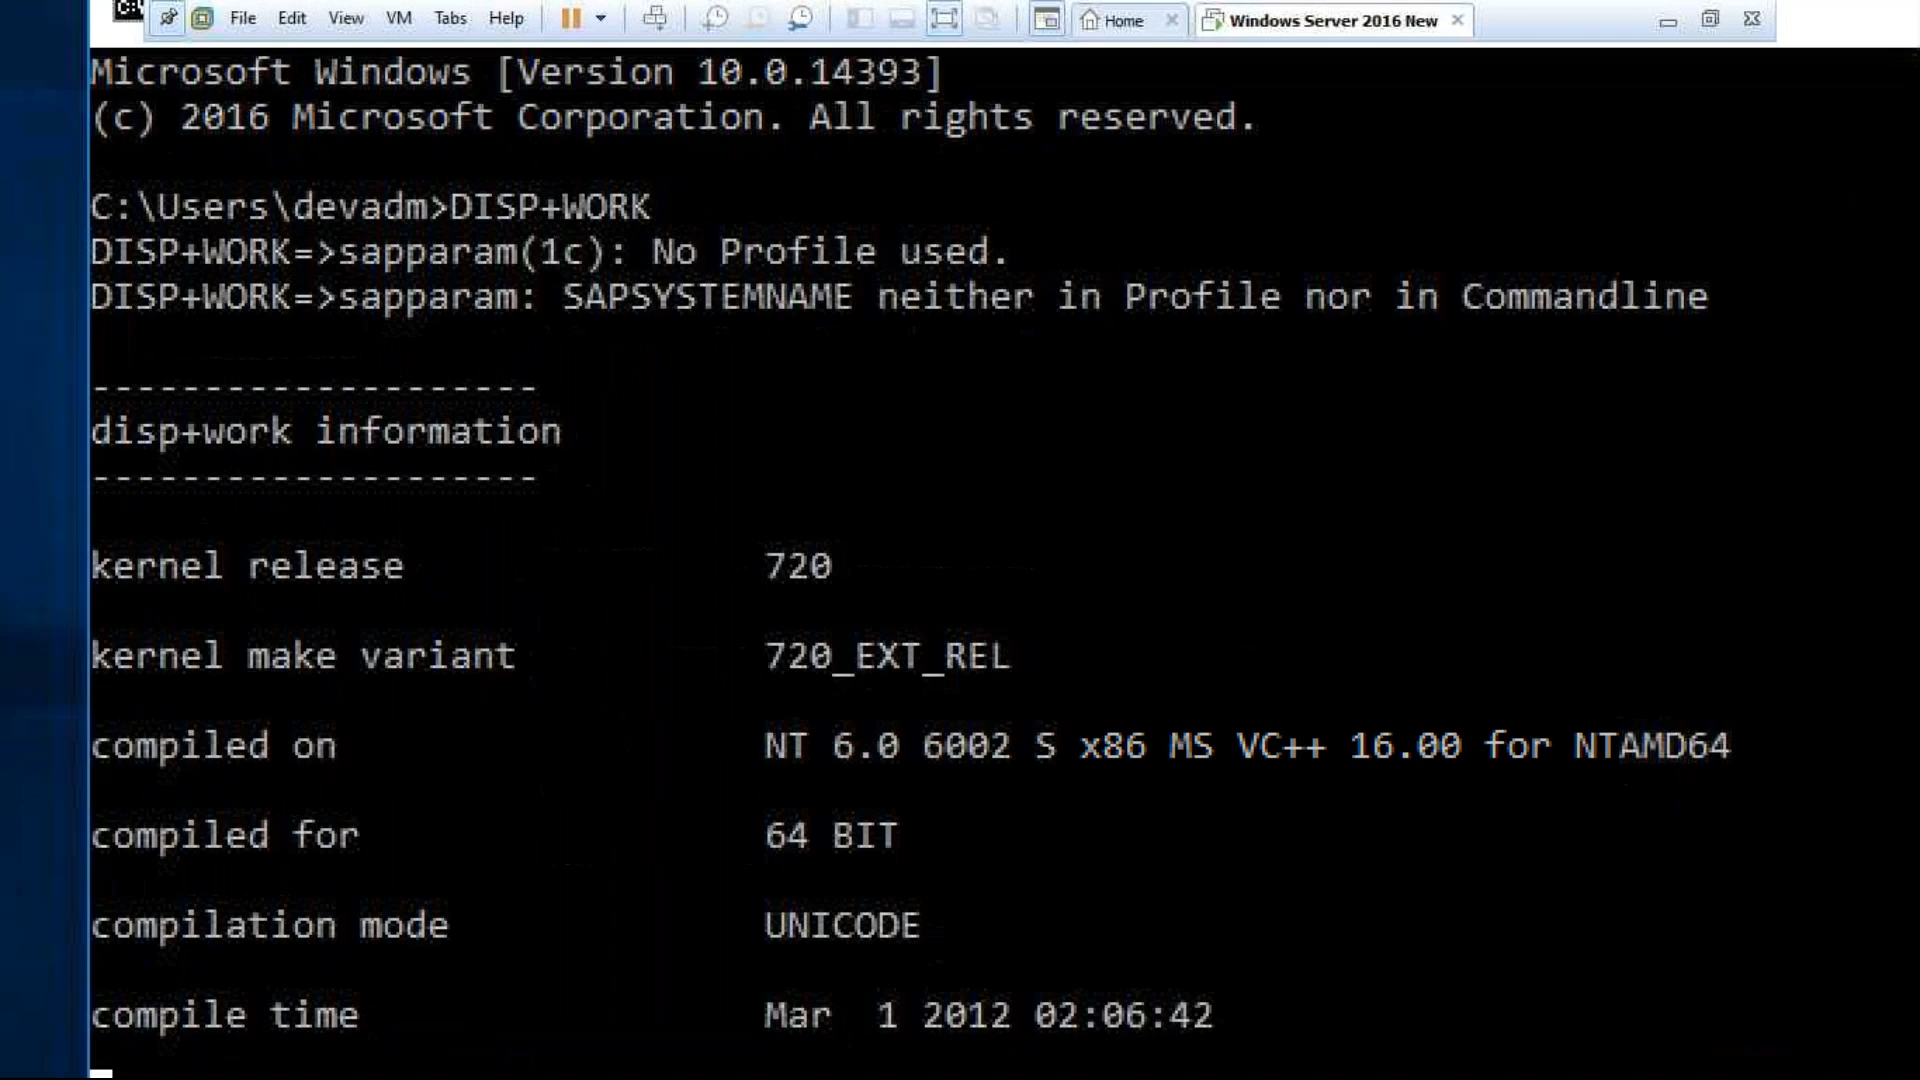 File Edit View VM Tabs Help Home Windows Server 2016 New
Microsoft Windows [Version 10.0.14393]
(c) 2016 Microsoft Corporation. All rights reserved.
C:\Users\devadm>DISP+WORK
DISP+WORK=>sapparam(1c): No Profile used.
DISP+WORK=>sapparam: SAPSYSTEMNAME neither in Profile nor in Commandline
--------------------
disp+work information
--------------------
kernel release 720
kernel make variant 720_EXT_REL
compiled on NT 6.0 6002 S x86 MS VC++ 16.00 for NTAMD64
compiled for 64 BIT
compilation mode UNICODE
compile time Mar  1 2012 02:06:42